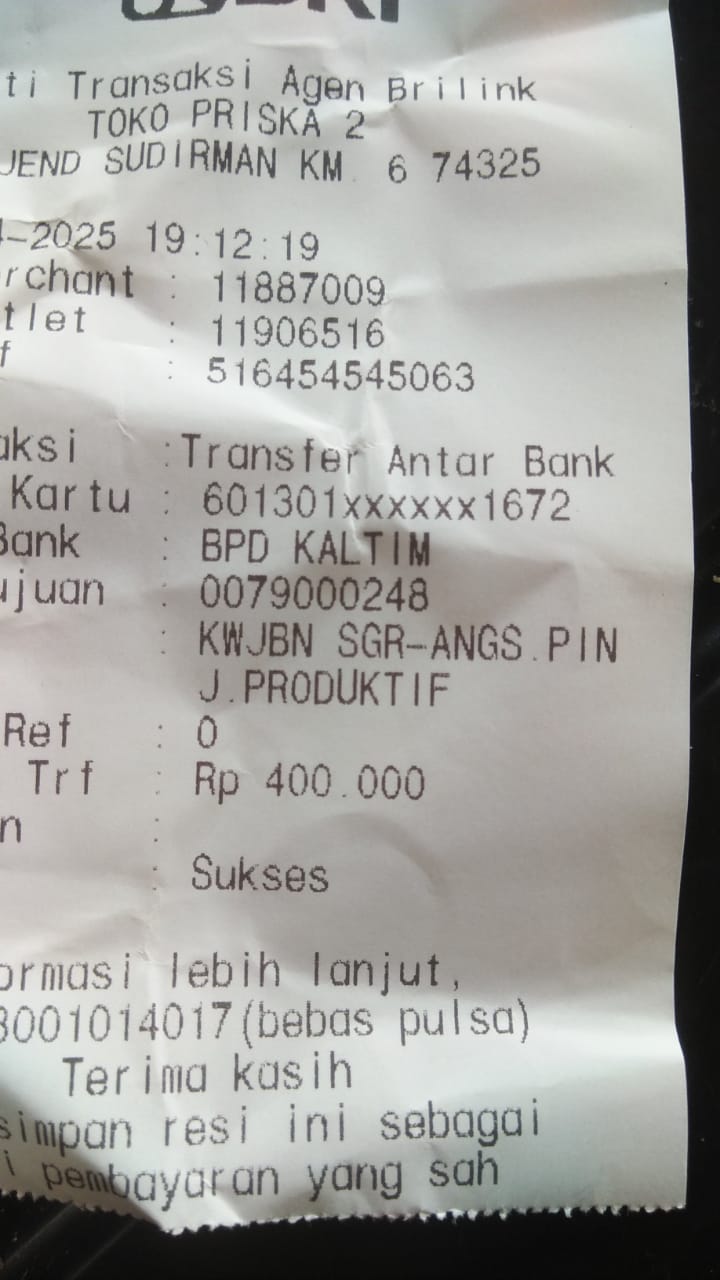 ti Transaksi Agen Brilink
TOKO PRISKA 2
JEND SUDIRMAN KM 6 74325
-2025 19:12:19
rchant : 11887009
tlet : 11906516
f : 516454545063
aksi :Transfer Antar Bank
Kartu : 601301xxxxxx1672
Bank : BPD KALTIM
ujuan : 0079000248
: KWJBN SGR-ANGS.PIN
J.PRODUKTIF
Ref : 0
Trf : Rp 400.000
n :
: Sukses
ormasi lebih lanjut,
8001014017(bebas pulsa)
Terima kasih
simpan resi ini sebagai
i pembayaran yang sah